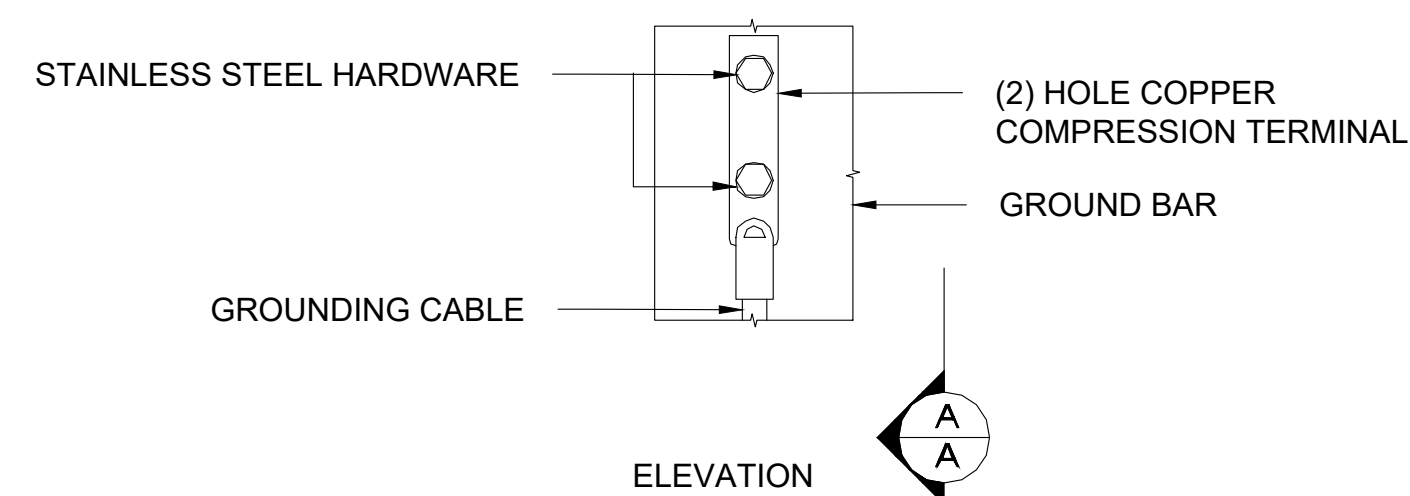 STAINLESS STEEL HARDWARE
(2) HOLE COPPER
COMPRESSION TERMINAL
GROUND BAR
GROUNDING CABLE
A
A
ELEVATION